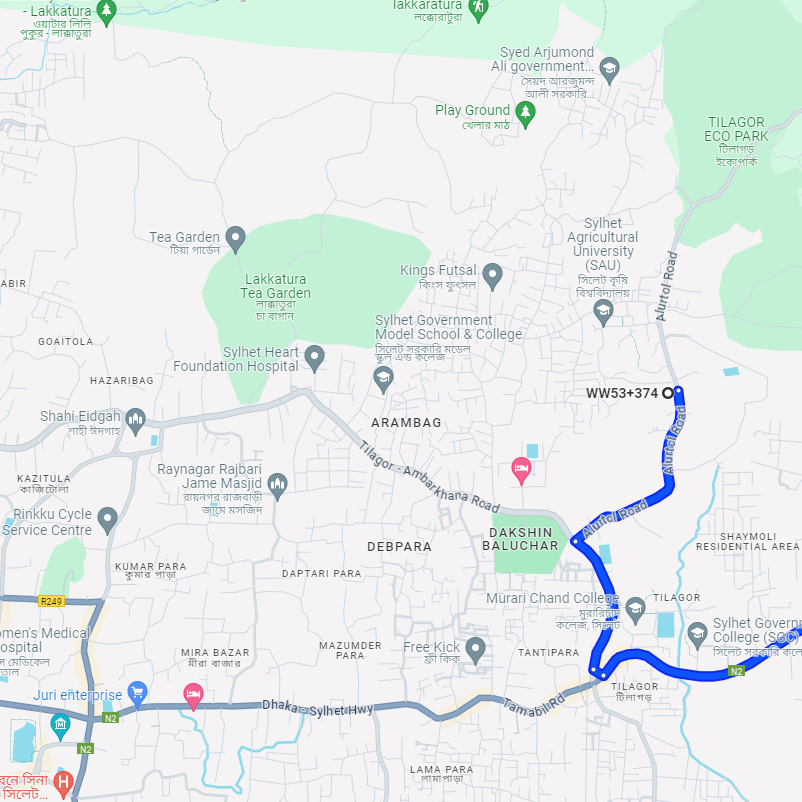 - Lakkatura
ওয়াটার লিলি
পুকুর - লাক্কাতুরা
lakkaratura
লক্কোরাটুরা
Syed Arjumond
Ali government...
সৈয়দ আরজুমন্দ
আলী সরকারি...
Play Ground
খেলার মাঠ
TILAGOR
ECO PARK
টিলাগড়
ইকোপার্ক
Tea Garden
টিয়া গার্ডেন
Sylhet
Agricultural
University
(SAU)
সিলেট কৃষি
বিশ্ববিদ্যালয়
Alurtol Road
Kings Futsal
কিংস ফুৎসল
Lakkatura
Tea Garden
লাক্কাতুরা
চা বাগান
ABIR
Sylhet Government
Model School & College
সিলেট সরকারি মডেল
স্কুল এন্ড কলেজ
GOAITOLA
Sylhet Heart
Foundation Hospital
HAZARIBAG
WW53+374
Shahi Eidgah
শাহী ঈদগাহ
ARAMBAG
Alurtol Road
Tilagor - Ambarkhana Road
Raynagar Rajbari
Jame Masjid
রায়নগর রাজবাড়ী
জামে মসজিদ
KAZITULA
কাজিটোলা
Rinkku Cycle
Service Centre
Alurtol Road
DAKSHIN
BALUCHAR
SHAYMOLI
RESIDENTIAL AREA
DEBPARA
KUMAR PARA
কুমার পাড়া
DAPTARI PARA
R249
Murari Chand College
মুরারিচাঁদ
কলেজ, সিলেট
TILAGOR
Sylhet Govern
College (SGC)
সিলেট সরকারি কলে
omen's Medical
ospital
স মেডিকেল
তাল
MIRA BAZAR
মীরা বাজার
MAZUMDER
PARA
Free Kick
ফ্রী কিক
TANTIPARA
N2
TILAGOR
টিলাগড়
Juri enterprise
N2
Dhaka - Sylhet Hwy
Tamabil Rd
N2
LAMA PARA
লামাপাড়া
বনে সিনা
সিলেট...
H